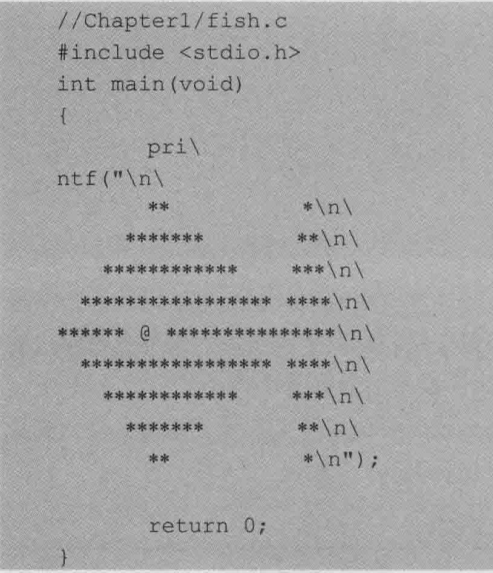 //Chapter1/fish.c
#include <stdio.h>
int main(void)
{
        pri\
ntf("\n\
        **            *\n\
      *******        **\n\
    ************     ***\n\
  ***************** ****\n\
****** @ ***************\n\
  ***************** ****\n\
    ************     ***\n\
      *******        **\n\
        **            *\n");
        return 0;
}